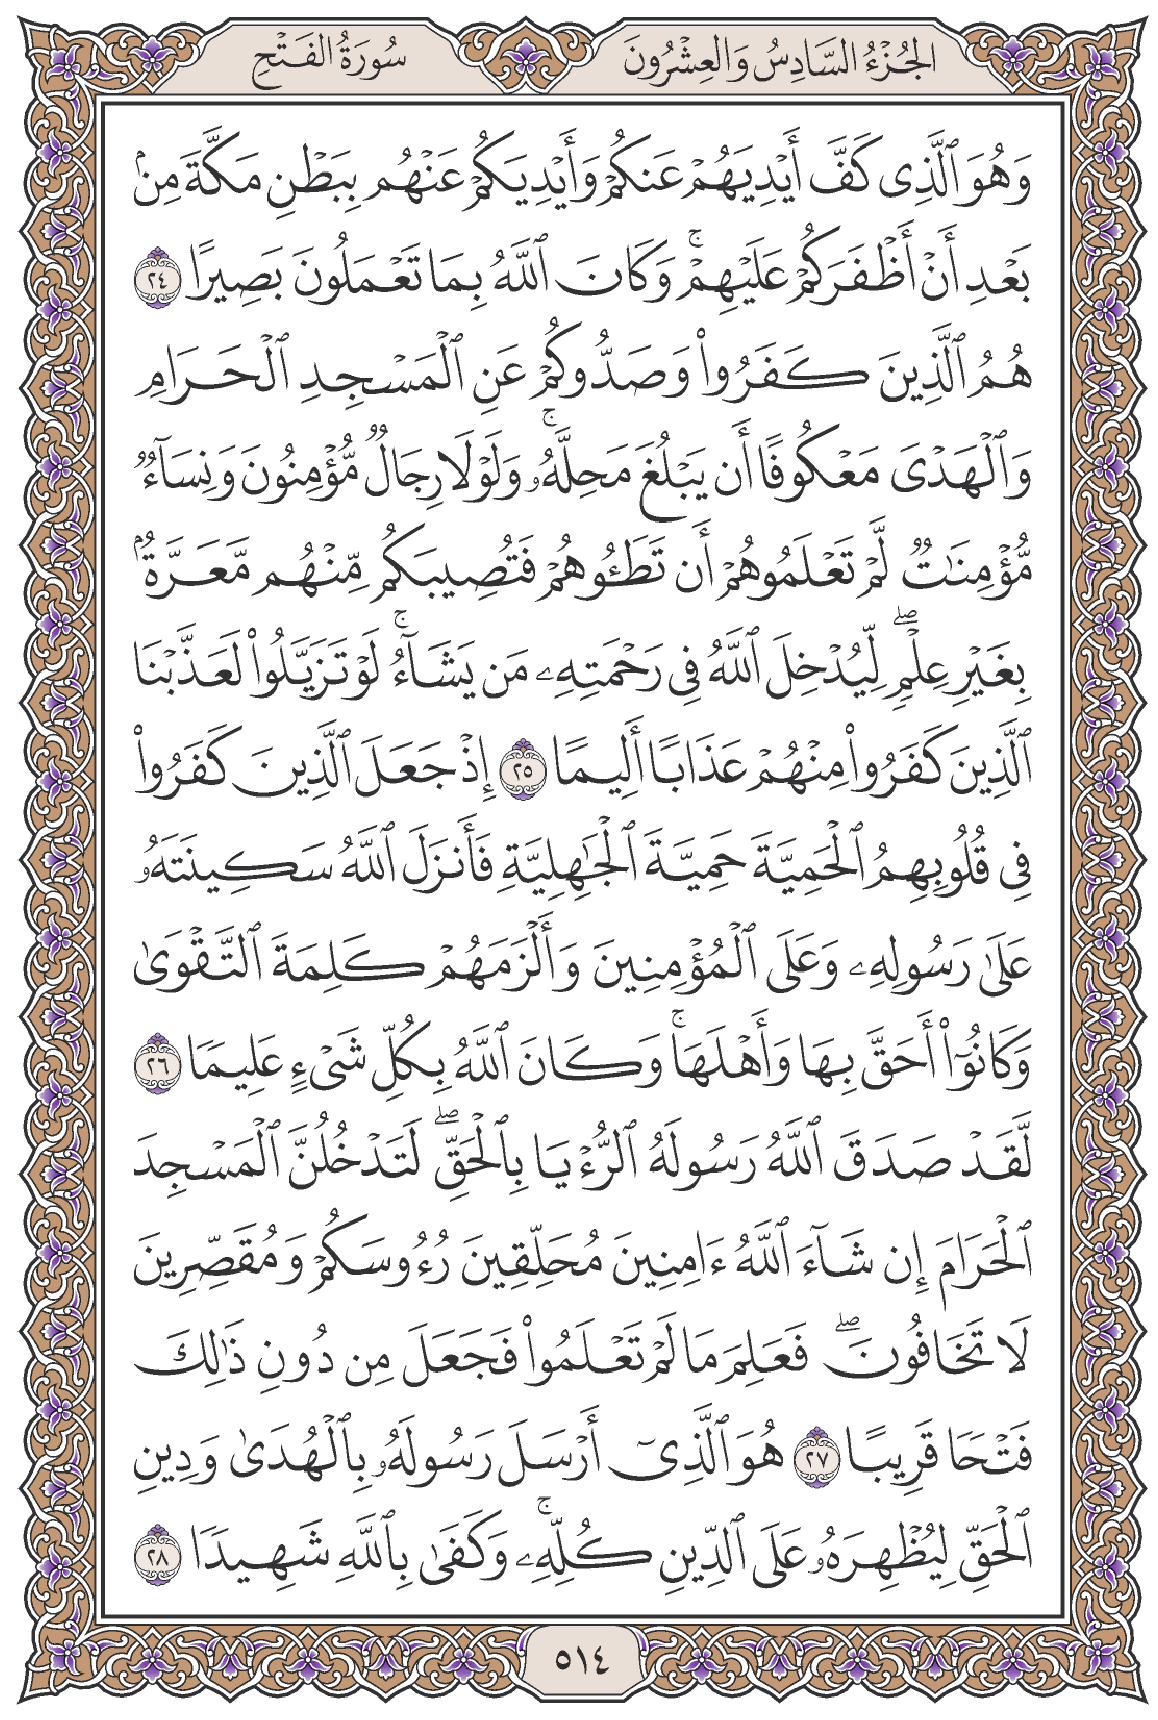 الجُزْءُ السَّادِسُ وَالعِشْرُونَ
سُورَةُ الفَتْحِ
وَهُوَ ٱلَّذِى كَفَّ أَيْدِيَهُمْ عَنكُمْ وَأَيْدِيَكُمْ عَنْهُم بِبَطْنِ مَكَّةَ مِنۢ
بَعْدِ أَنْ أَظْفَرَكُمْ عَلَيْهِمْ ۚ وَكَانَ ٱللَّهُ بِمَا تَعْمَلُونَ بَصِيرًا ٢٤
هُمُ ٱلَّذِينَ كَفَرُوا۟ وَصَدُّوكُمْ عَنِ ٱلْمَسْجِدِ ٱلْحَرَامِ
وَٱلْهَدْىَ مَعْكُوفًا أَن يَبْلُغَ مَحِلَّهُۥ ۚ وَلَوْلَا رِجَالٌ مُّؤْمِنُونَ وَنِسَآءٌ
مُّؤْمِنَٰتٌ لَّمْ تَعْلَمُوهُمْ أَن تَطَـُٔوهُمْ فَتُصِيبَكُم مِّنْهُم مَّعَرَّةٌۢ
بِغَيْرِ عِلْمٍ ۖ لِّيُدْخِلَ ٱللَّهُ فِى رَحْمَتِهِۦ مَن يَشَآءُ ۚ لَوْ تَزَيَّلُوا۟ لَعَذَّبْنَا
ٱلَّذِينَ كَفَرُوا۟ مِنْهُمْ عَذَابًا أَلِيمًا ٢٥ إِذْ جَعَلَ ٱلَّذِينَ كَفَرُوا۟
فِى قُلُوبِهِمُ ٱلْحَمِيَّةَ حَمِيَّةَ ٱلْجَٰهِلِيَّةِ فَأَنزَلَ ٱللَّهُ سَكِينَتَهُۥ
عَلَىٰ رَسُولِهِۦ وَعَلَى ٱلْمُؤْمِنِينَ وَأَلْزَمَهُمْ كَلِمَةَ ٱلتَّقْوَىٰ
وَكَانُوٓا۟ أَحَقَّ بِهَا وَأَهْلَهَا ۚ وَكَانَ ٱللَّهُ بِكُلِّ شَىْءٍ عَلِيمًا ٢٦
لَّقَدْ صَدَقَ ٱللَّهُ رَسُولَهُ ٱلرُّءْيَا بِٱلْحَقِّ ۖ لَتَدْخُلُنَّ ٱلْمَسْجِدَ
ٱلْحَرَامَ إِن شَآءَ ٱللَّهُ ءَامِنِينَ مُحَلِّقِينَ رُءُوسَكُمْ وَمُقَصِّرِينَ
لَا تَخَافُونَ ۖ فَعَلِمَ مَا لَمْ تَعْلَمُوا۟ فَجَعَلَ مِن دُونِ ذَٰلِكَ
فَتْحًا قَرِيبًا ٢٧ هُوَ ٱلَّذِىٓ أَرْسَلَ رَسُولَهُۥ بِٱلْهُدَىٰ وَدِينِ
ٱلْحَقِّ لِيُظْهِرَهُۥ عَلَى ٱلدِّينِ كُلِّهِۦ ۚ وَكَفَىٰ بِٱللَّهِ شَهِيدًا ٢٨
٥١٤